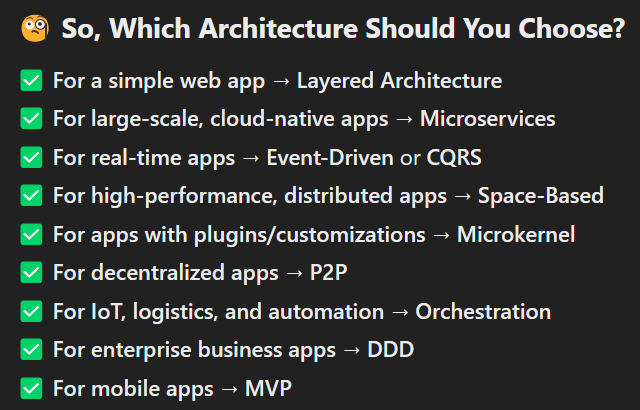 🧐 So, Which Architecture Should You Choose?
✅ For a simple web app → Layered Architecture
✅ For large-scale, cloud-native apps → Microservices
✅ For real-time apps → Event-Driven or CQRS
✅ For high-performance, distributed apps → Space-Based
✅ For apps with plugins/customizations → Microkernel
✅ For decentralized apps → P2P
✅ For IoT, logistics, and automation → Orchestration
✅ For enterprise business apps → DDD
✅ For mobile apps → MVP